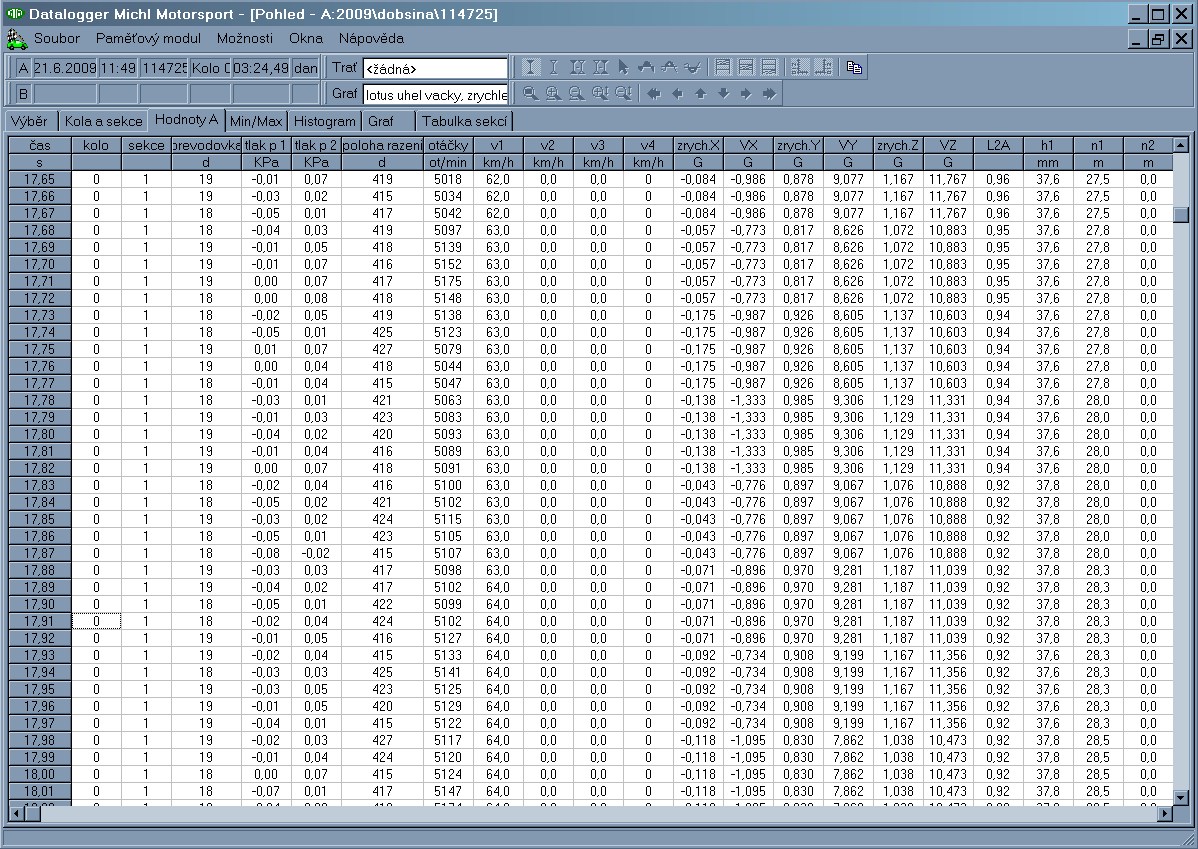 Datalogger Michl Motorsport - [Pohled - A:2009\dobsina\114725]
Soubor Paměťový modul Možnosti Okna Nápověda
A 21.6.2009 11:49 114725 Kolo 03:24,49 dan Trať <žádná>
B Graf lotus uhel vacky, zrychle
Výběr Kola a sekce Hodnoty A Min/Max Histogram Graf Tabulka sekcí
čas kolo sekce prevodovka tlak p 1 tlak p 2 poloha razeni otáčky v1 v2 v3 v4 zrych.X VX zrych.Y VY zrych.Z VZ L2A h1 n1 n2
s d KPa KPa d ot/min km/h km/h km/h km/h G G G G G G mm m m
17,65 0 1 19 -0,01 0,07 419 5018 62,0 0,0 0,0 0 -0,084 -0,986 0,878 9,077 1,167 11,767 0,96 37,6 27,5 0,0
17,66 0 1 19 -0,03 0,02 415 5034 62,0 0,0 0,0 0 -0,084 -0,986 0,878 9,077 1,167 11,767 0,96 37,6 27,5 0,0
17,67 0 1 18 -0,05 0,01 417 5042 62,0 0,0 0,0 0 -0,084 -0,986 0,878 9,077 1,167 11,767 0,96 37,6 27,5 0,0
17,68 0 1 18 -0,04 0,03 419 5097 63,0 0,0 0,0 0 -0,057 -0,773 0,817 8,626 1,072 10,883 0,95 37,6 27,8 0,0
17,69 0 1 19 -0,01 0,05 418 5139 63,0 0,0 0,0 0 -0,057 -0,773 0,817 8,626 1,072 10,883 0,95 37,6 27,8 0,0
17,70 0 1 19 -0,01 0,07 416 5152 63,0 0,0 0,0 0 -0,057 -0,773 0,817 8,626 1,072 10,883 0,95 37,6 27,8 0,0
17,71 0 1 19 0,00 0,07 417 5175 63,0 0,0 0,0 0 -0,057 -0,773 0,817 8,626 1,072 10,883 0,95 37,6 27,8 0,0
17,72 0 1 18 0,00 0,08 418 5148 63,0 0,0 0,0 0 -0,057 -0,773 0,817 8,626 1,072 10,883 0,95 37,6 27,8 0,0
17,73 0 1 18 -0,02 0,05 419 5138 63,0 0,0 0,0 0 -0,175 -0,987 0,926 8,605 1,137 10,603 0,94 37,6 27,8 0,0
17,74 0 1 18 -0,05 0,01 425 5123 63,0 0,0 0,0 0 -0,175 -0,987 0,926 8,605 1,137 10,603 0,94 37,6 27,8 0,0
17,75 0 1 19 0,01 0,07 427 5079 63,0 0,0 0,0 0 -0,175 -0,987 0,926 8,605 1,137 10,603 0,94 37,6 27,8 0,0
17,76 0 1 19 0,00 0,04 418 5044 63,0 0,0 0,0 0 -0,175 -0,987 0,926 8,605 1,137 10,603 0,94 37,6 27,8 0,0
17,77 0 1 18 -0,01 0,04 415 5047 63,0 0,0 0,0 0 -0,175 -0,987 0,926 8,605 1,137 10,603 0,94 37,6 27,8 0,0
17,78 0 1 18 -0,03 0,01 421 5063 63,0 0,0 0,0 0 -0,138 -1,333 0,985 9,306 1,129 11,331 0,94 37,6 28,0 0,0
17,79 0 1 19 -0,01 0,03 423 5083 63,0 0,0 0,0 0 -0,138 -1,333 0,985 9,306 1,129 11,331 0,94 37,6 28,0 0,0
17,80 0 1 19 -0,04 0,02 420 5093 63,0 0,0 0,0 0 -0,138 -1,333 0,985 9,306 1,129 11,331 0,94 37,6 28,0 0,0
17,81 0 1 19 -0,01 0,04 416 5089 63,0 0,0 0,0 0 -0,138 -1,333 0,985 9,306 1,129 11,331 0,94 37,6 28,0 0,0
17,82 0 1 19 0,00 0,07 418 5091 63,0 0,0 0,0 0 -0,138 -1,333 0,985 9,306 1,129 11,331 0,94 37,6 28,0 0,0
17,83 0 1 18 -0,02 0,04 416 5100 63,0 0,0 0,0 0 -0,043 -0,776 0,897 9,067 1,076 10,888 0,92 37,8 28,0 0,0
17,84 0 1 18 -0,05 0,02 421 5102 63,0 0,0 0,0 0 -0,043 -0,776 0,897 9,067 1,076 10,888 0,92 37,8 28,0 0,0
17,85 0 1 19 -0,03 0,02 424 5115 63,0 0,0 0,0 0 -0,043 -0,776 0,897 9,067 1,076 10,888 0,92 37,8 28,0 0,0
17,86 0 1 18 -0,05 0,01 423 5105 63,0 0,0 0,0 0 -0,043 -0,776 0,897 9,067 1,076 10,888 0,92 37,8 28,0 0,0
17,87 0 1 18 -0,08 -0,02 415 5107 63,0 0,0 0,0 0 -0,043 -0,776 0,897 9,067 1,076 10,888 0,92 37,8 28,0 0,0
17,88 0 1 19 -0,03 0,03 417 5098 63,0 0,0 0,0 0 -0,071 -0,896 0,970 9,281 1,187 11,039 0,92 37,8 28,3 0,0
17,89 0 1 19 -0,04 0,02 417 5102 64,0 0,0 0,0 0 -0,071 -0,896 0,970 9,281 1,187 11,039 0,92 37,8 28,3 0,0
17,90 0 1 18 -0,05 0,01 422 5099 64,0 0,0 0,0 0 -0,071 -0,896 0,970 9,281 1,187 11,039 0,92 37,8 28,3 0,0
17,91 0 1 18 -0,02 0,04 424 5102 64,0 0,0 0,0 0 -0,071 -0,896 0,970 9,281 1,187 11,039 0,92 37,8 28,3 0,0
17,92 0 1 19 -0,01 0,05 416 5127 64,0 0,0 0,0 0 -0,071 -0,896 0,970 9,281 1,187 11,039 0,92 37,8 28,3 0,0
17,93 0 1 19 -0,02 0,04 415 5133 64,0 0,0 0,0 0 -0,092 -0,734 0,908 9,199 1,167 11,356 0,92 37,6 28,3 0,0
17,94 0 1 18 -0,03 0,03 425 5141 64,0 0,0 0,0 0 -0,092 -0,734 0,908 9,199 1,167 11,356 0,92 37,6 28,3 0,0
17,95 0 1 19 -0,03 0,05 423 5125 64,0 0,0 0,0 0 -0,092 -0,734 0,908 9,199 1,167 11,356 0,92 37,6 28,3 0,0
17,96 0 1 19 -0,01 0,05 420 5129 64,0 0,0 0,0 0 -0,092 -0,734 0,908 9,199 1,167 11,356 0,92 37,6 28,3 0,0
17,97 0 1 19 -0,04 0,01 415 5122 64,0 0,0 0,0 0 -0,092 -0,734 0,908 9,199 1,167 11,356 0,92 37,6 28,3 0,0
17,98 0 1 19 -0,02 0,03 427 5117 64,0 0,0 0,0 0 -0,118 -1,095 0,830 7,862 1,038 10,473 0,92 37,8 28,5 0,0
17,99 0 1 19 -0,01 0,04 424 5120 64,0 0,0 0,0 0 -0,118 -1,095 0,830 7,862 1,038 10,473 0,92 37,8 28,5 0,0
18,00 0 1 18 0,00 0,07 415 5124 64,0 0,0 0,0 0 -0,118 -1,095 0,830 7,862 1,038 10,473 0,92 37,8 28,5 0,0
18,01 0 1 18 -0,07 0,01 417 5147 64,0 0,0 0,0 0 -0,118 -1,095 0,830 7,862 1,038 10,473 0,92 37,8 28,5 0,0